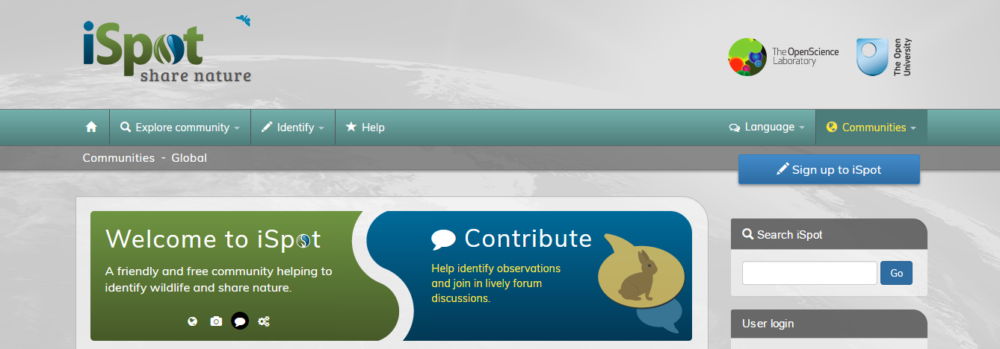 iSpot
share nature
The OpenScience
Laboratory
The Open
University
Explore community
Identify
Help
Language
Communities
Communities - Global
Sign up to iSpot
Welcome to iSpot
A friendly and free community helping to
identify wildlife and share nature.
Contribute
Help identify observations
and join in lively forum
discussions.
Search iSpot
Go
User login